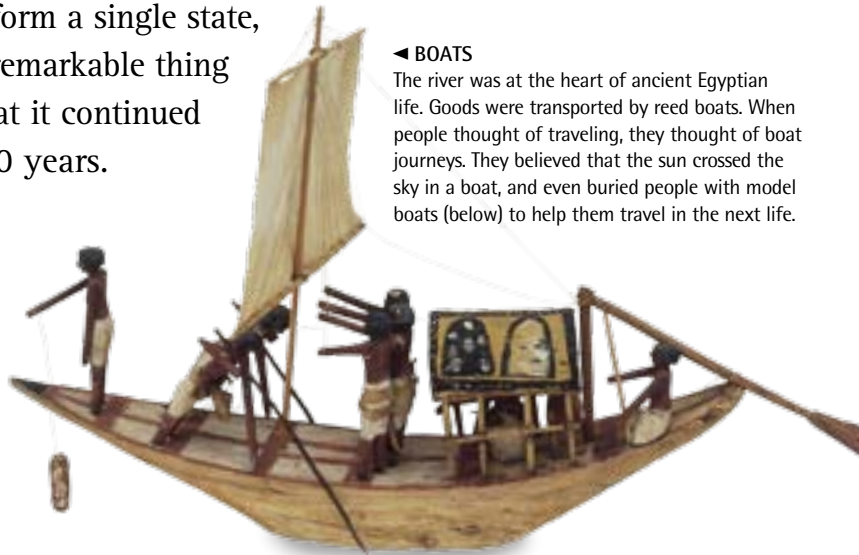 form a single state,
remarkable thing
at it continued
0 years.
◄ BOATS
The river was at the heart of ancient Egyptian
life. Goods were transported by reed boats. When
people thought of traveling, they thought of boat
journeys. They believed that the sun crossed the
sky in a boat, and even buried people with model
boats (below) to help them travel in the next life.